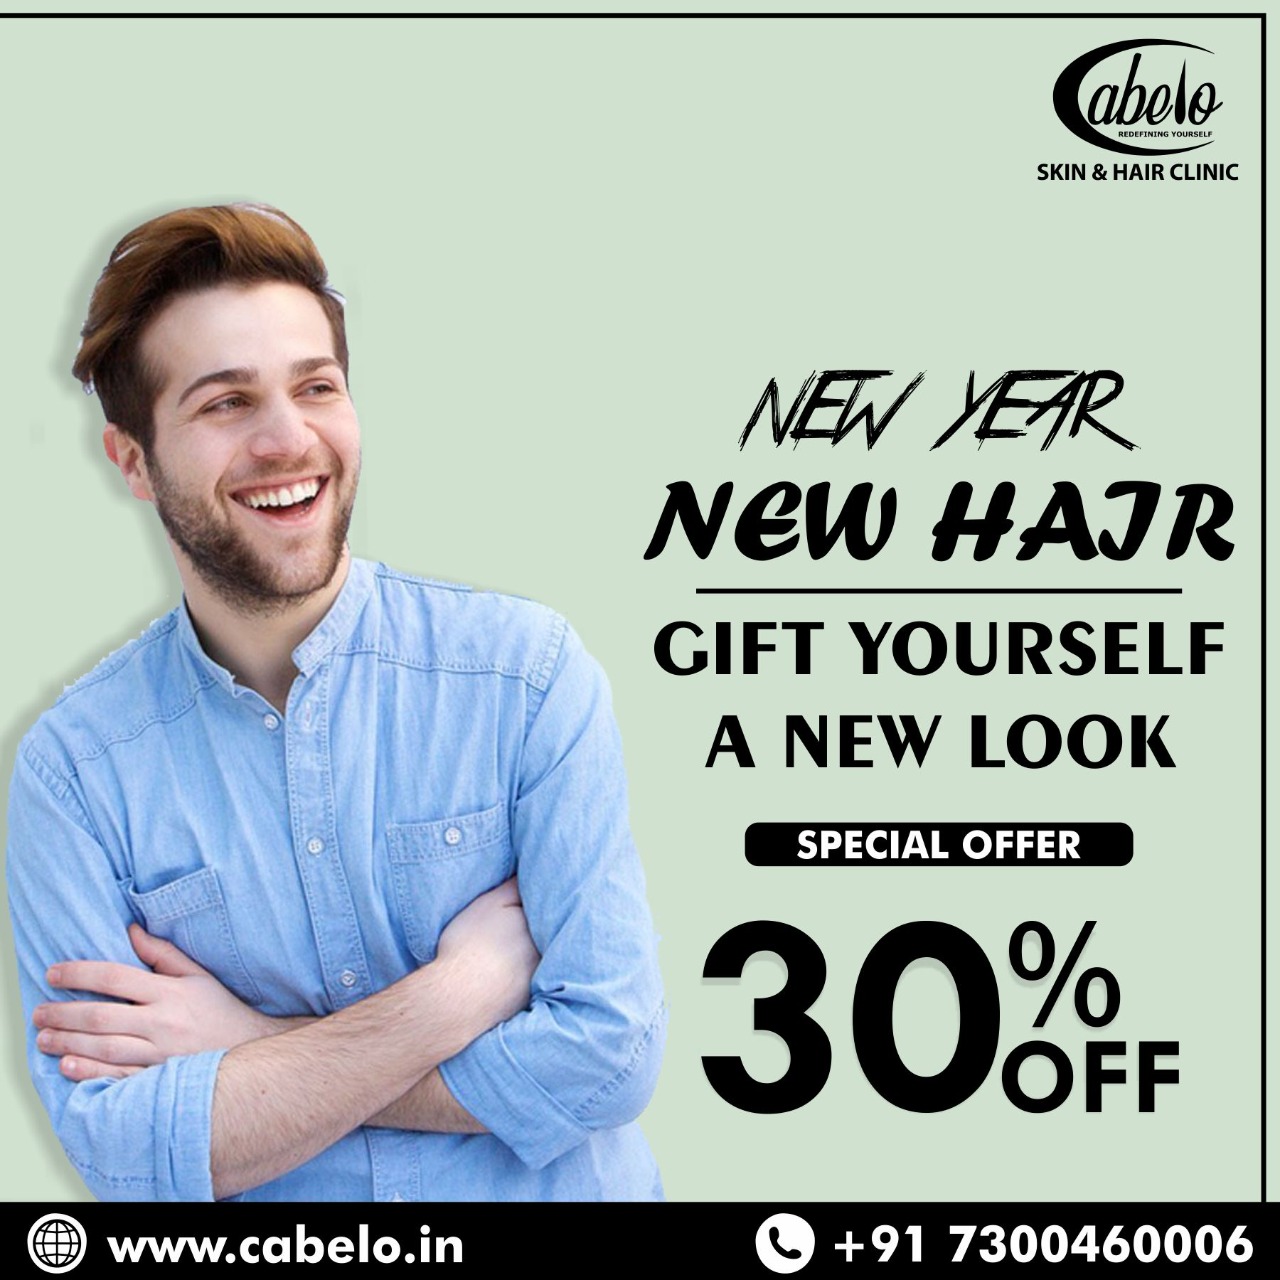 Cabelo
REDEFINING YOURSELF
SKIN & HAIR CLINIC
NEW YEAR
NEW HAIR
GIFT YOURSELF
A NEW LOOK
SPECIAL OFFER
30%
OFF
www.cabelo.in
+91 7300460006